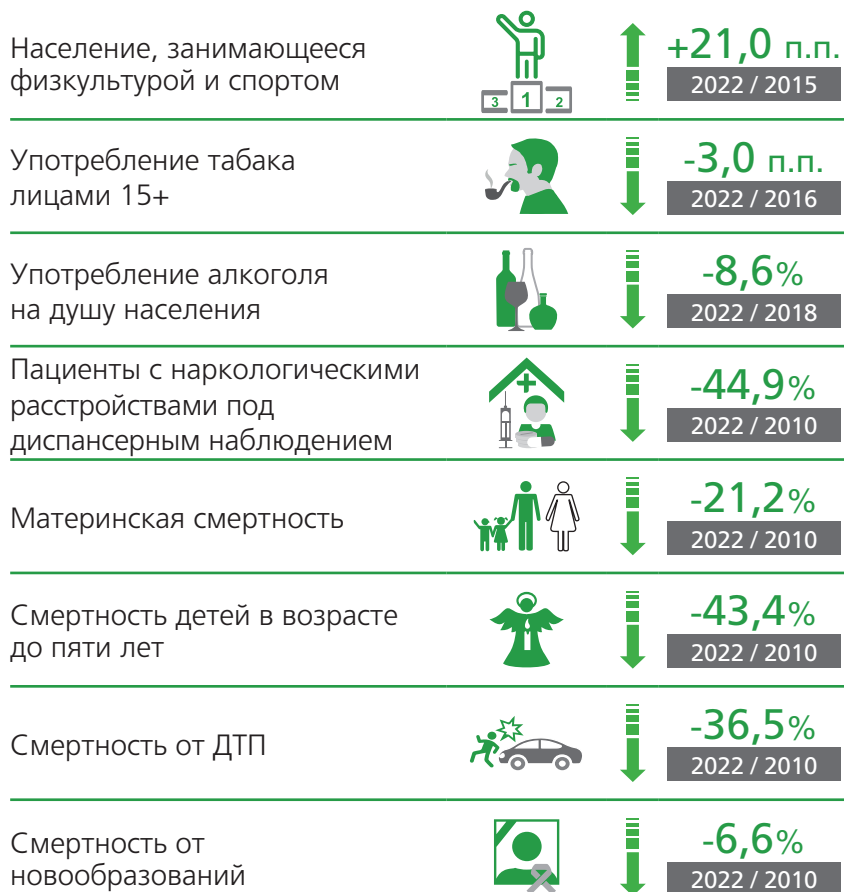 Население, занимающееся
физкультурой и спортом
3 1 2
+21,0 п.п.
2022 / 2015
Употребление табака
лицами 15+
-3,0 п.п.
2022 / 2016
Употребление алкоголя
на душу населения
-8,6%
2022 / 2018
Пациенты с наркологическими
расстройствами под
диспансерным наблюдением
-44,9%
2022 / 2010
Материнская смертность
-21,2%
2022 / 2010
Смертность детей в возрасте
до пяти лет
-43,4%
2022 / 2010
Смертность от ДТП
-36,5%
2022 / 2010
Смертность от
новообразований
-6,6%
2022 / 2010